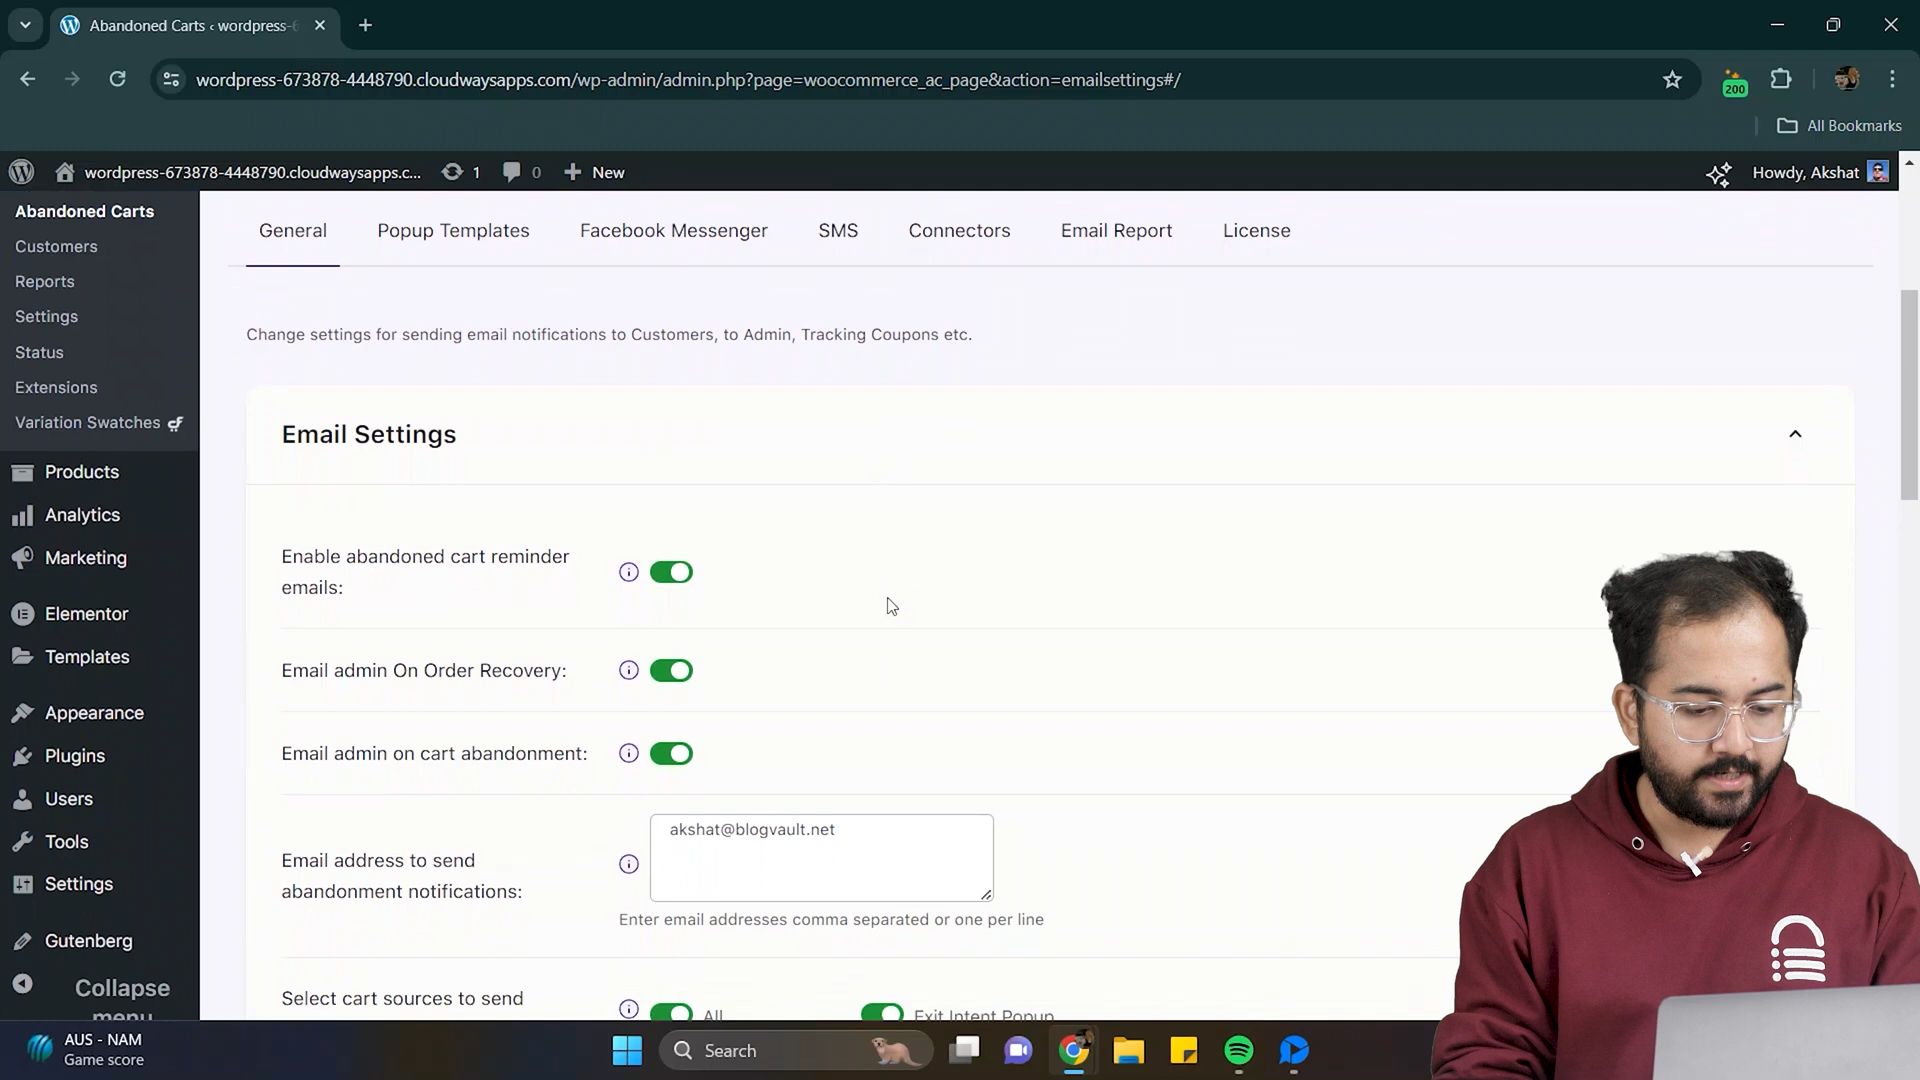 Abandoned Carts ‹ wordpress-6
wordpress-673878-4448790.cloudwaysapps.com/wp-admin/admin.php?page=woocommerce_ac_page&action=emailsettings#/
200
All Bookmarks
wordpress-673878-4448790.cloudwaysapps.c... 1 0 New
Howdy, Akshat
Abandoned Carts
Customers
Reports
Settings
Status
Extensions
Variation Swatches
Products
Analytics
Marketing
Elementor
Templates
Appearance
Plugins
Users
Tools
Settings
Gutenberg
Collapse
menu
General Popup Templates Facebook Messenger SMS Connectors Email Report License
Change settings for sending email notifications to Customers, to Admin, Tracking Coupons etc.
Email Settings
Enable abandoned cart reminder
emails:
Email admin On Order Recovery:
Email admin on cart abandonment:
akshat@blogvault.net
Email address to send
abandonment notifications:
Enter email addresses comma separated or one per line
Select cart sources to send
All Exit Intent Popup
AUS - NAM
Game score
Search